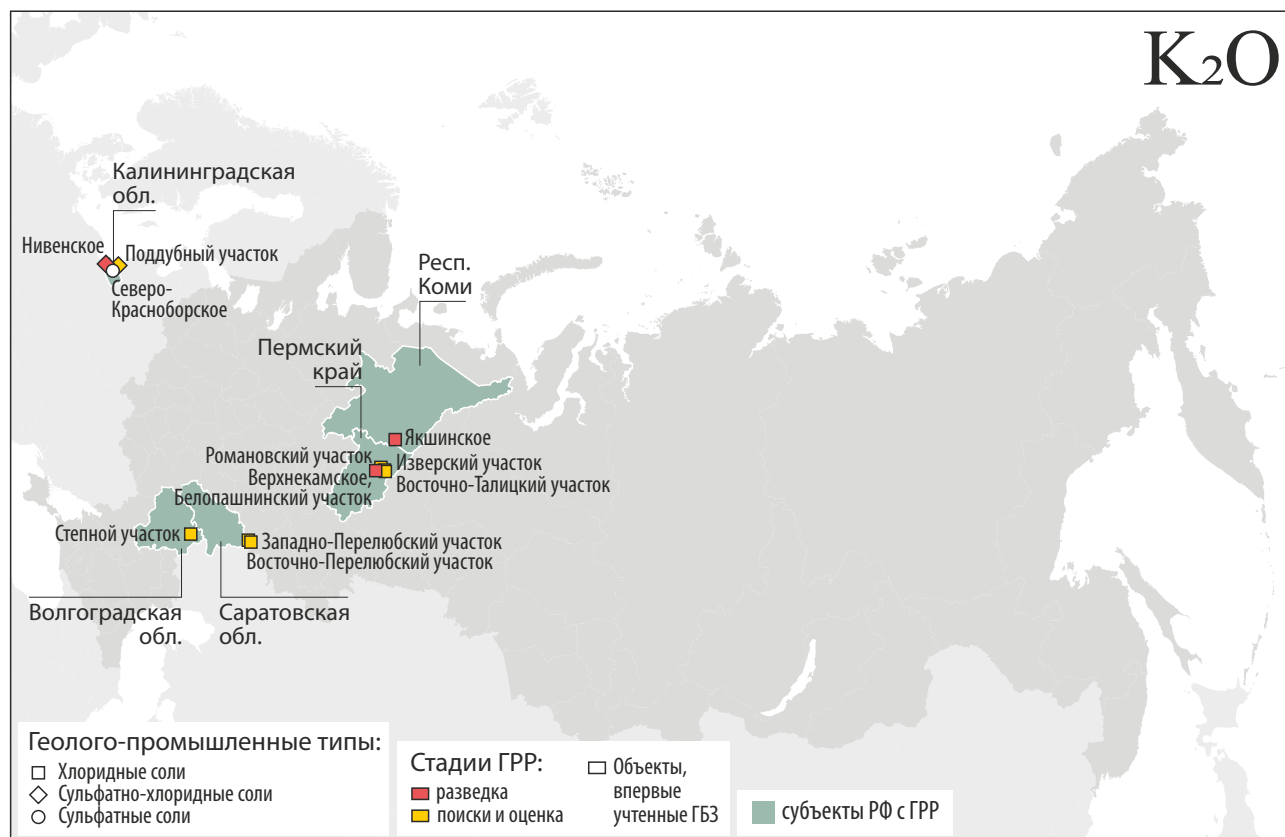 K₂O
Калининградская
обл.
Нивенское
Поддубный участок
Северо-
Красноборское
Респ.
Коми
Пермский
край
Якшинское
Романовский участок
Верхнекамское,
Белопашнинский участок
Изверский участок
Восточно-Талицкий участок
Степной участок
Западно-Перелюбский участок
Восточно-Перелюбский участок
Волгоградская
обл.
Саратовская
обл.
Геолого-промышленные типы:
Хлоридные соли
Сульфатно-хлоридные соли
Сульфатные соли
Стадии ГРР:
разведка
поиски и оценка
Объекты,
впервые
учтенные ГБЗ
субъекты РФ с ГРР